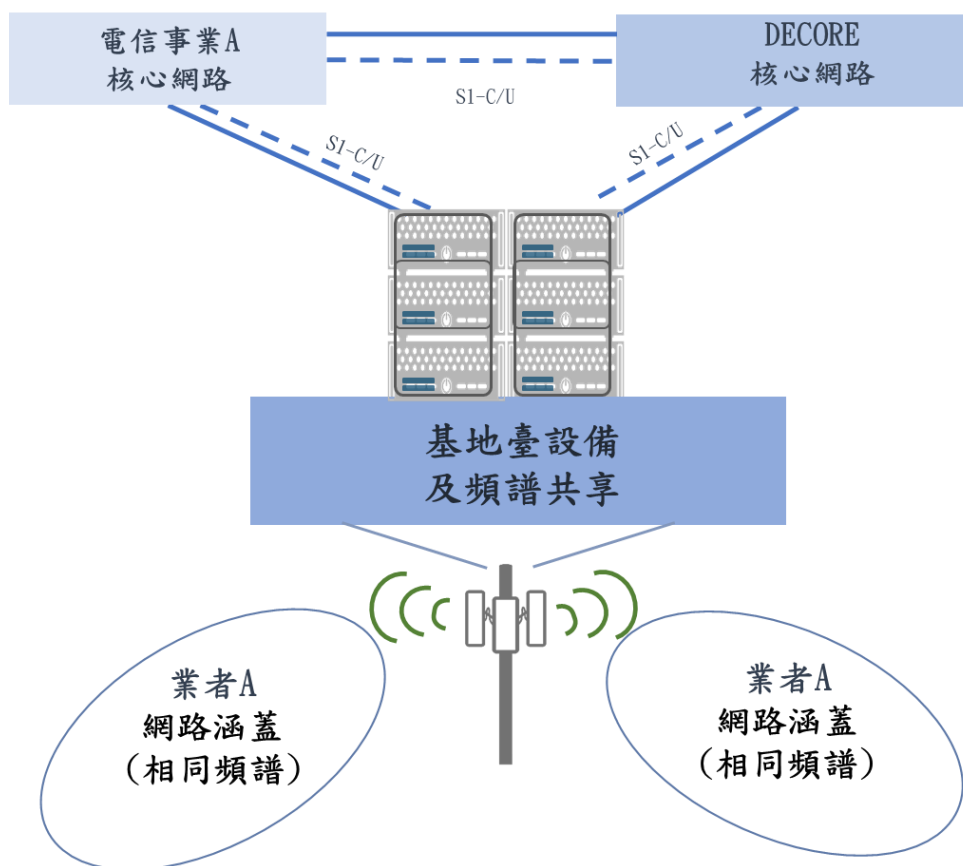 電信事業A
核心網路
DECORE
核心網路
S1-C/U
S1-C/U
S1-C/U
基地臺設備
及頻譜共享
業者A
網路涵蓋
(相同頻譜)
業者A
網路涵蓋
(相同頻譜)